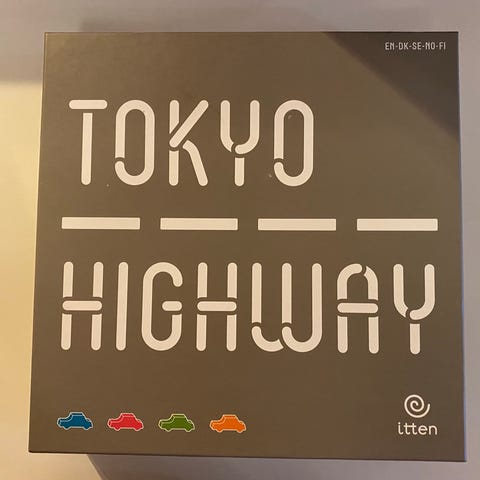 EN-DK-SE-NO-FI
TOKYO
HIGHWAY
itten